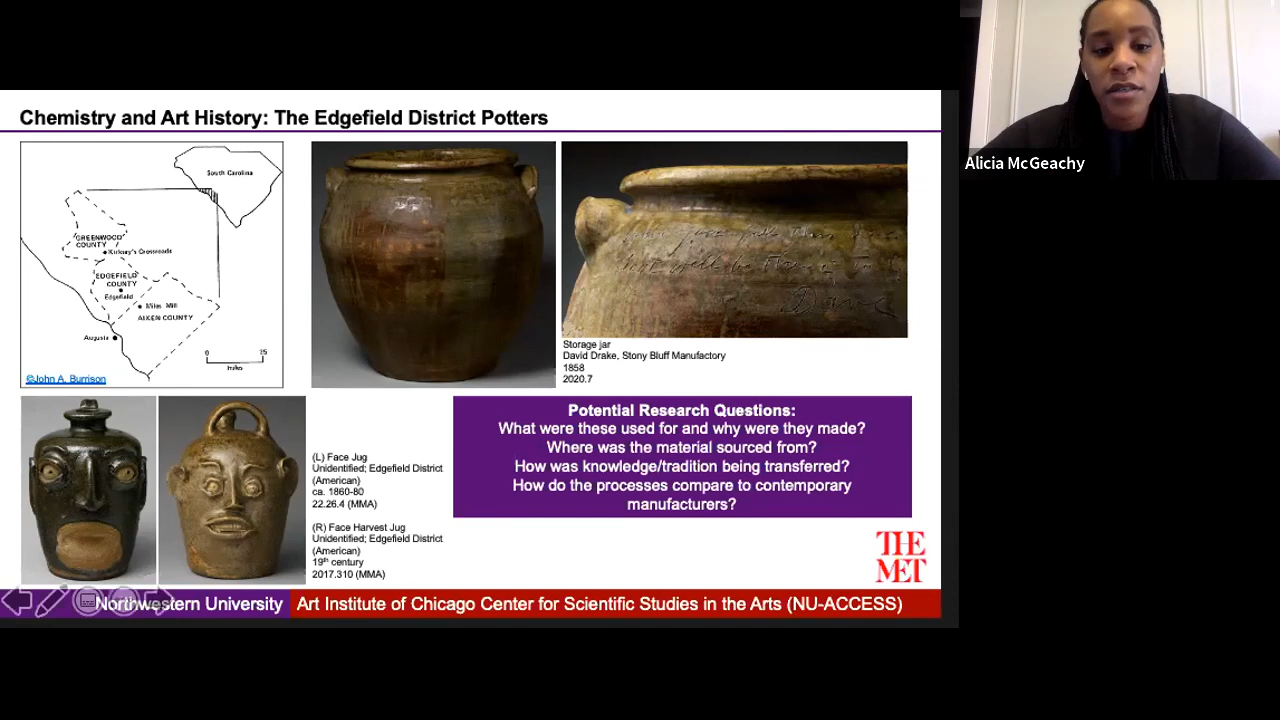 Chemistry and Art History: The Edgefield District Potters
South Carolina
GREENWOOD
COUNTY
Kirksey's Crossroads
EDGEFIELD
COUNTY
Edgefield
Miles Mill
AIKEN COUNTY
Augusta
0 25
miles
©John A. Burrison
Dave
Storage jar
David Drake, Stony Bluff Manufactory
1858
2020.7
(L) Face Jug
Unidentified; Edgefield District
(American)
ca. 1860-80
22.26.4 (MMA)
(R) Face Harvest Jug
Unidentified; Edgefield District
(American)
19th century
2017.310 (MMA)
Potential Research Questions:
What were these used for and why were they made?
Where was the material sourced from?
How was knowledge/tradition being transferred?
How do the processes compare to contemporary
manufacturers?
THE
MET
Northwestern University
Art Institute of Chicago Center for Scientific Studies in the Arts (NU-ACCESS)
Alicia McGeachy